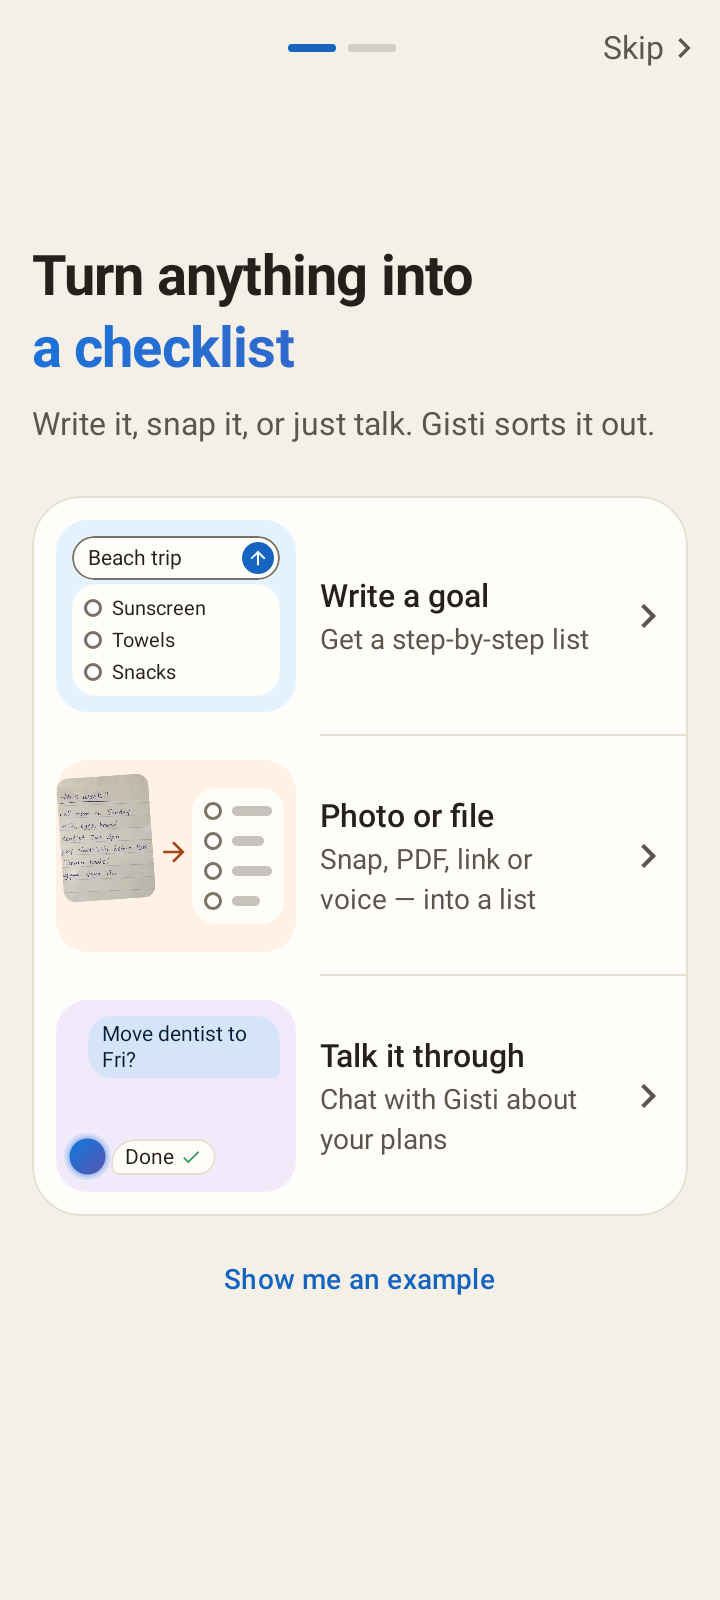 Skip
Turn anything into
a checklist
Write it, snap it, or just talk. Gisti sorts it out.
Beach trip
Sunscreen
Towels
Snacks
Write a goal
Get a step-by-step list
Photo or file
Snap, PDF, link or
voice — into a list
Move dentist to
Fri?
Done
Talk it through
Chat with Gisti about
your plans
Show me an example